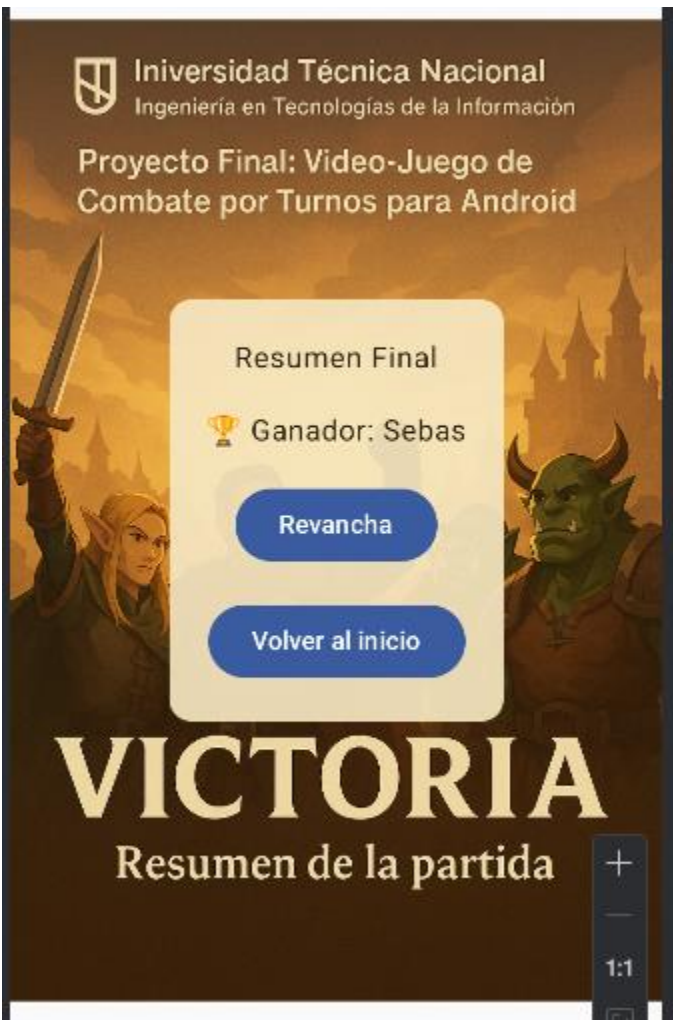 Iniversidad Técnica Nacional
Ingeniería en Tecnologías de la Información
Proyecto Final: Video-Juego de
Combate por Turnos para Android
Resumen Final
🏆 Ganador: Sebas
Revancha
Volver al inicio
VICTORIA
Resumen de la partida
1:1